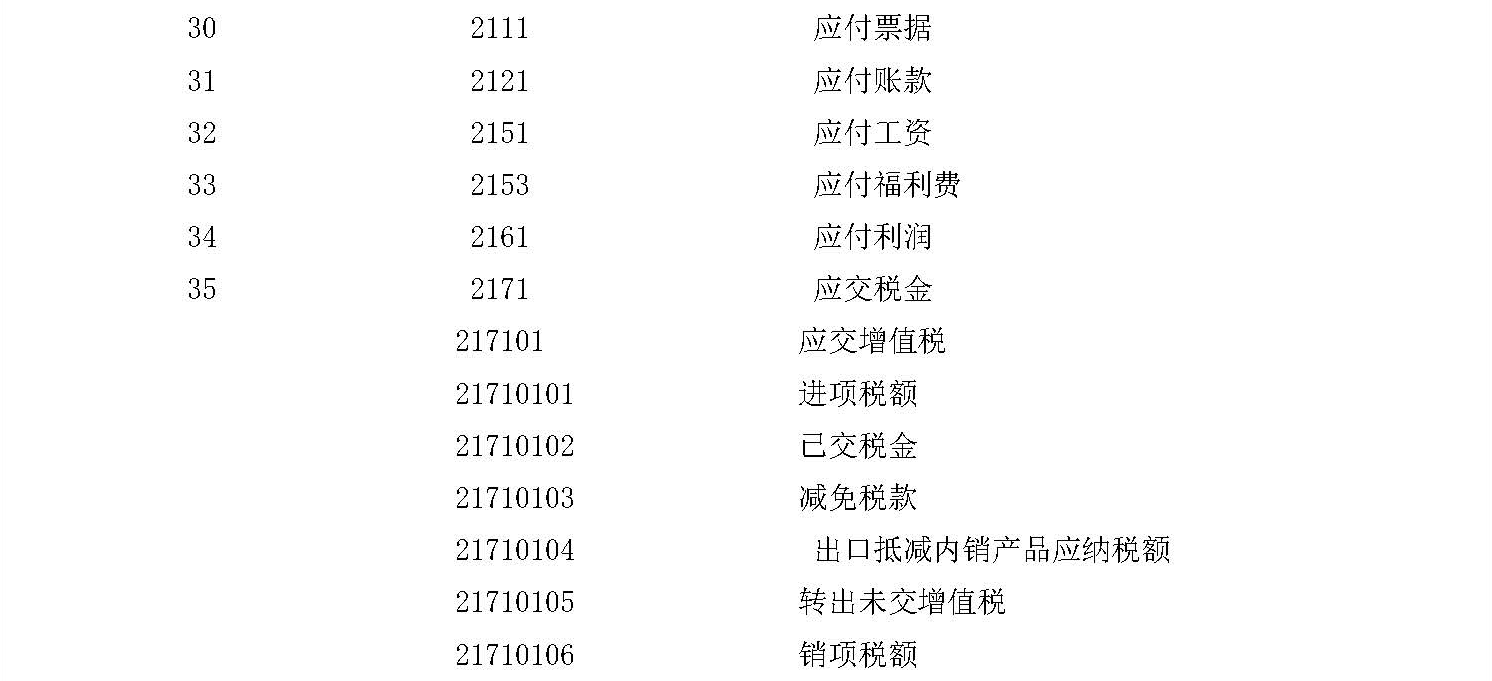 30 2111 应付票据
31 2121 应付账款
32 2151 应付工资
33 2153 应付福利费
34 2161 应付利润
35 2171 应交税金
217101 应交增值税
21710101 进项税额
21710102 已交税金
21710103 减免税款
21710104 出口抵减内销产品应纳税额
21710105 转出未交增值税
21710106 销项税额